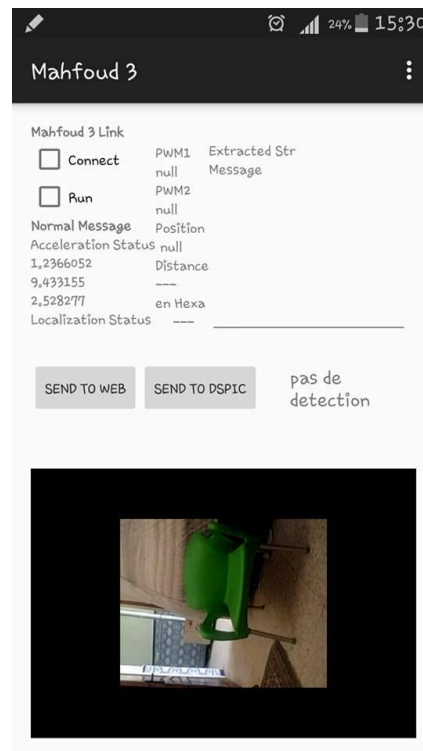 24% 15:30
Mahfoud 3
Mahfoud 3 Link
Connect
PWM1
Extracted Str
null
Message
Run
PWM2
null
Normal Message
Position
Acceleration Status
null
1,2366052
Distance
9,433155
---
2,528277
en Hexa
Localization Status
---
SEND TO WEB
SEND TO DSPIC
pas de
detection